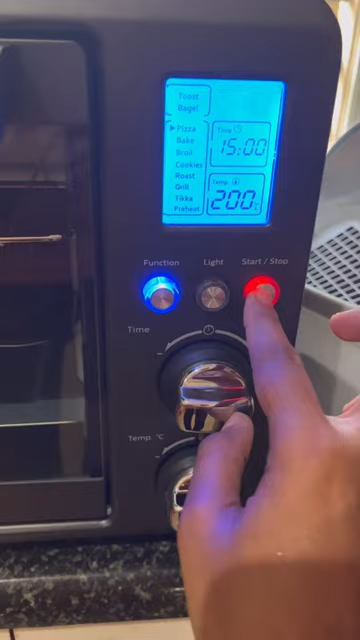 Toast
Bagel
Pizza
Bake
Broil
Cookies
Roast
Grill
Tikka
Preheat
Time
15:00
Temp.
200°C
Function
Light
Start / Stop
Time
Temp. °C